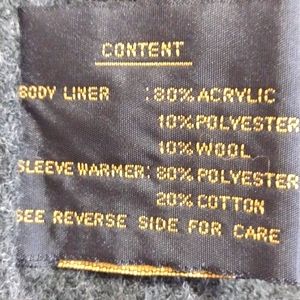 CONTENT
BODY LINER :80% ACRYLIC
10% POLYESTER
10% WOOL
SLEEVE WARMER: 80% POLYESTER
20% COTTON
SEE REVERSE SIDE FOR CARE